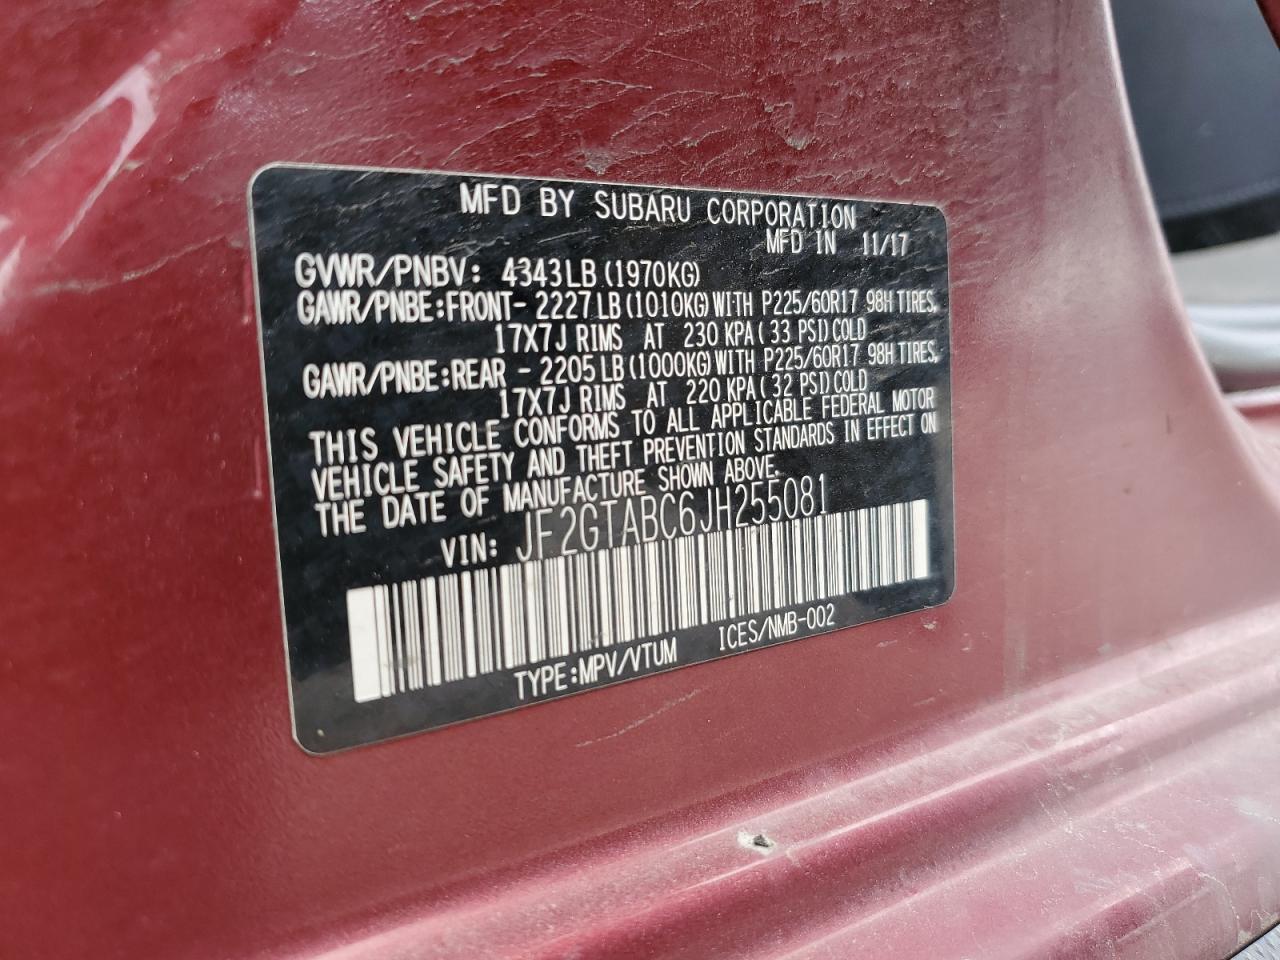 MFD BY SUBARU CORPORATION
MFD IN 11/17
GVWR/PNBV: 4343LB (1970KG)
GAWR/PNBE:FRONT- 2227LB (1010KG) WITH P225/60R17 98H TIRES,
17X7J RIMS AT 230 KPA ( 33 PSI) COLD
GAWR/PNBE:REAR - 2205LB (1000KG) WITH P225/60R17 98H TIRES,
17X7J RIMS AT 220 KPA ( 32 PSI) COLD
THIS VEHICLE CONFORMS TO ALL APPLICABLE FEDERAL MOTOR
VEHICLE SAFETY AND THEFT PREVENTION STANDARDS IN EFFECT ON
THE DATE OF MANUFACTURE SHOWN ABOVE.
VIN: JF2GTABC6JH255081
TYPE:MPV/VTUM ICES/NMB-002